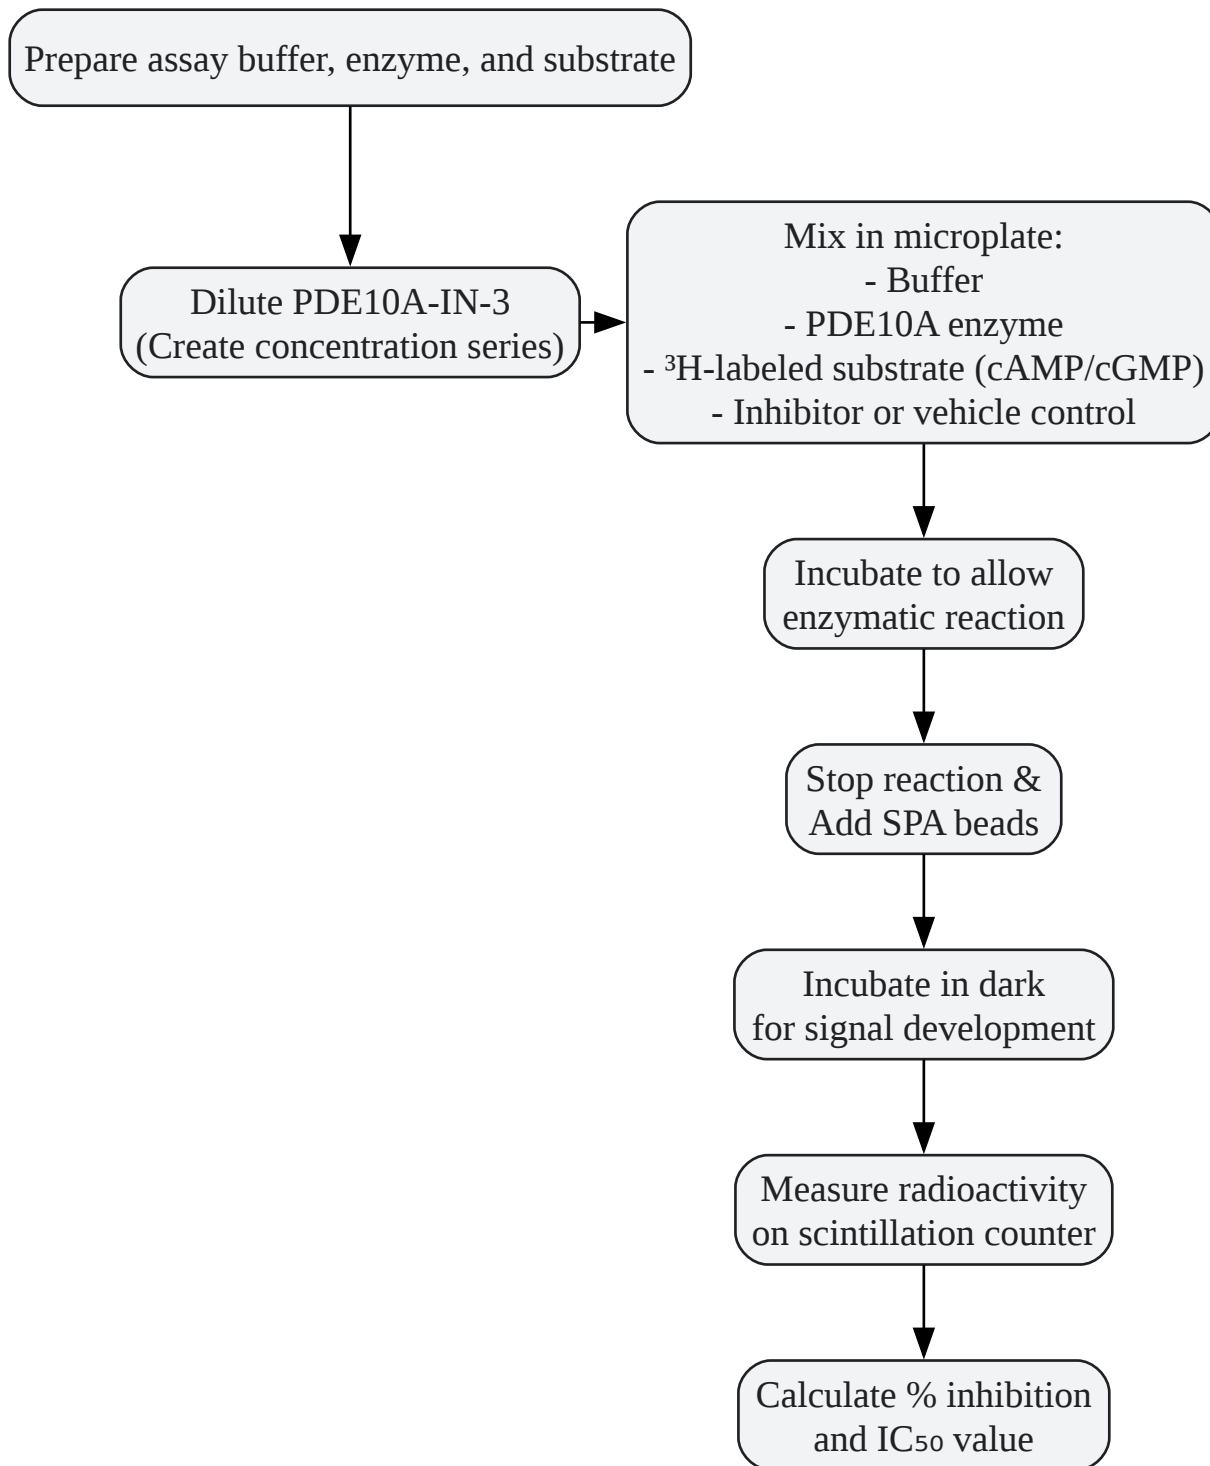 Prepare assay buffer, enzyme, and substrate
Dilute PDE10A-IN-3
(Create concentration series)
Mix in microplate:
- Buffer
- PDE10A enzyme
- ³H-labeled substrate (cAMP/cGMP)
- Inhibitor or vehicle control
Incubate to allow
enzymatic reaction
Stop reaction &
Add SPA beads
Incubate in dark
for signal development
Measure radioactivity
on scintillation counter
Calculate % inhibition
and IC₅₀ value